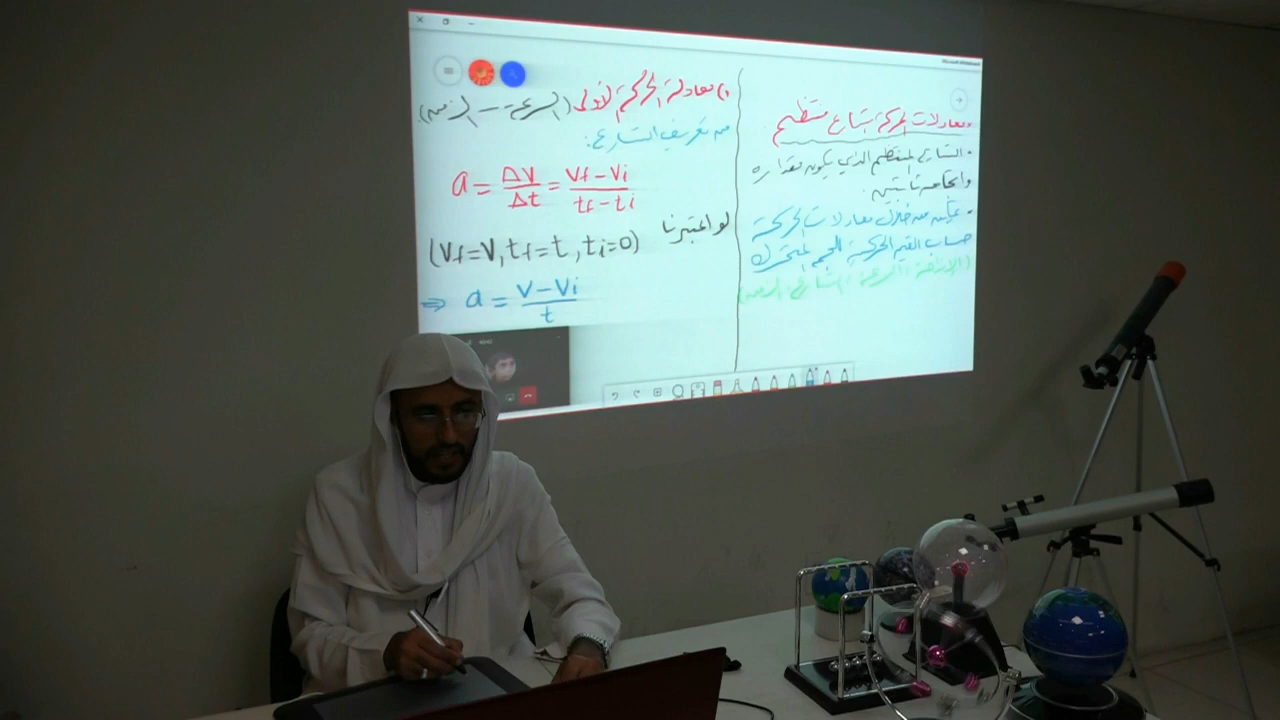 معادلات الحركة بتسارع منتظم
• التسارع المنتظم الذي يكون مقداره
واتجاهه ثابتين.
• يمكن من خلال معادلات الحركة
حساب القيم الحركية للجسم المتحرك
(الإزاحة، السرعة، التسارع، الزمن)
١) معادلة الحركة الأولى (السرعة – الزمن)
من تعريف التسارع:
a = ΔV/Δt = (Vf – Vi)/(tf – ti)
لو اعتبرنا
(Vf = V, tf = t, ti = 0)
⇒ a = (V – Vi)/t